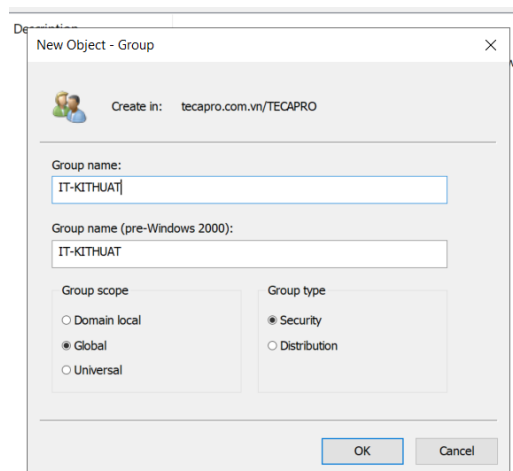 New Object - Group
Create in: tecapro.com.vn/TECAPRO
Group name:
IT-KITHUAT
Group name (pre-Windows 2000):
IT-KITHUAT
Group scope
Domain local
Global
Universal
Group type
Security
Distribution
OK
Cancel